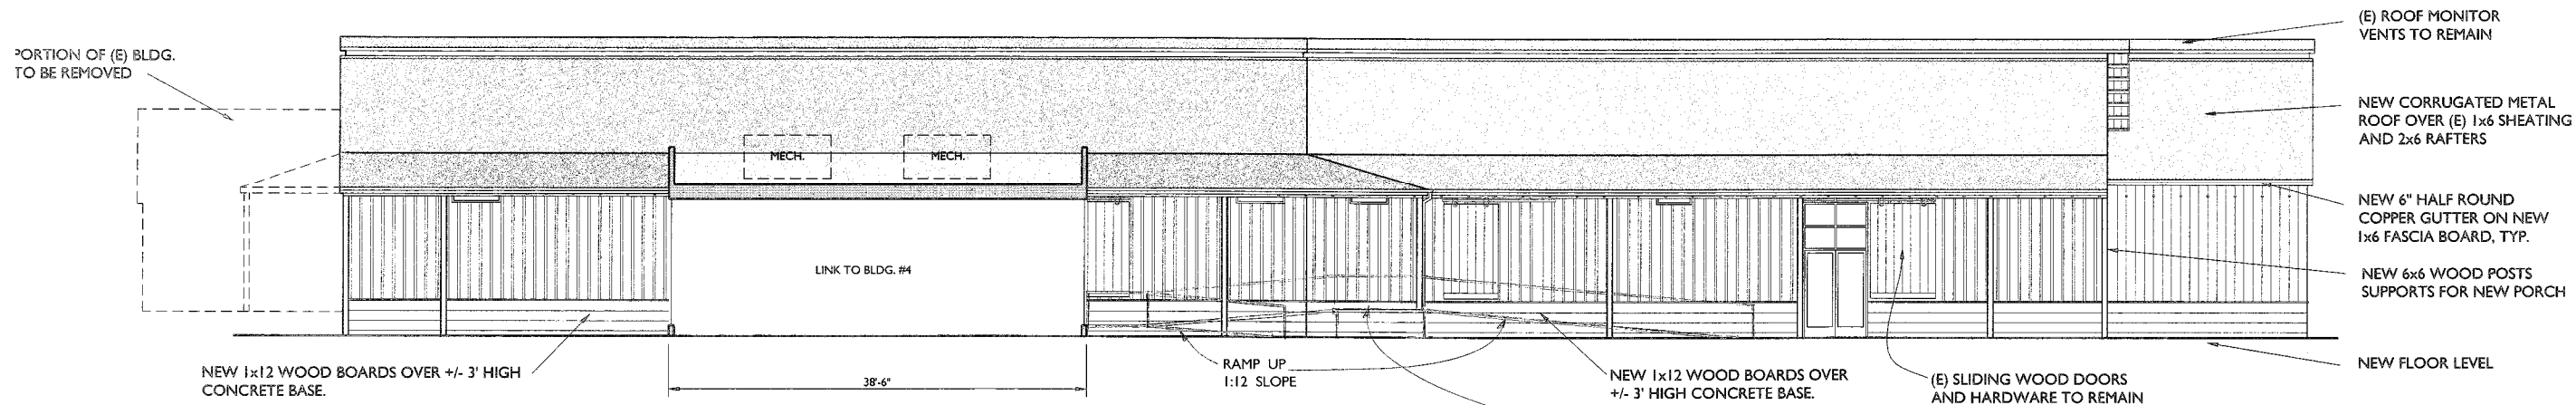 PORTION OF (E) BLDG.
TO BE REMOVED
(E) ROOF MONITOR
VENTS TO REMAIN
NEW CORRUGATED METAL
ROOF OVER (E) 1x6 SHEATING
AND 2x6 RAFTERS
MECH.
MECH.
NEW 6" HALF ROUND
COPPER GUTTER ON NEW
1x6 FASCIA BOARD, TYP.
LINK TO BLDG. #4
NEW 6x6 WOOD POSTS
SUPPORTS FOR NEW PORCH
NEW FLOOR LEVEL
NEW 1x12 WOOD BOARDS OVER +/- 3' HIGH
CONCRETE BASE.
38'-6"
RAMP UP
1:12 SLOPE
NEW 1x12 WOOD BOARDS OVER
+/- 3' HIGH CONCRETE BASE.
(E) SLIDING WOOD DOORS
AND HARDWARE TO REMAIN